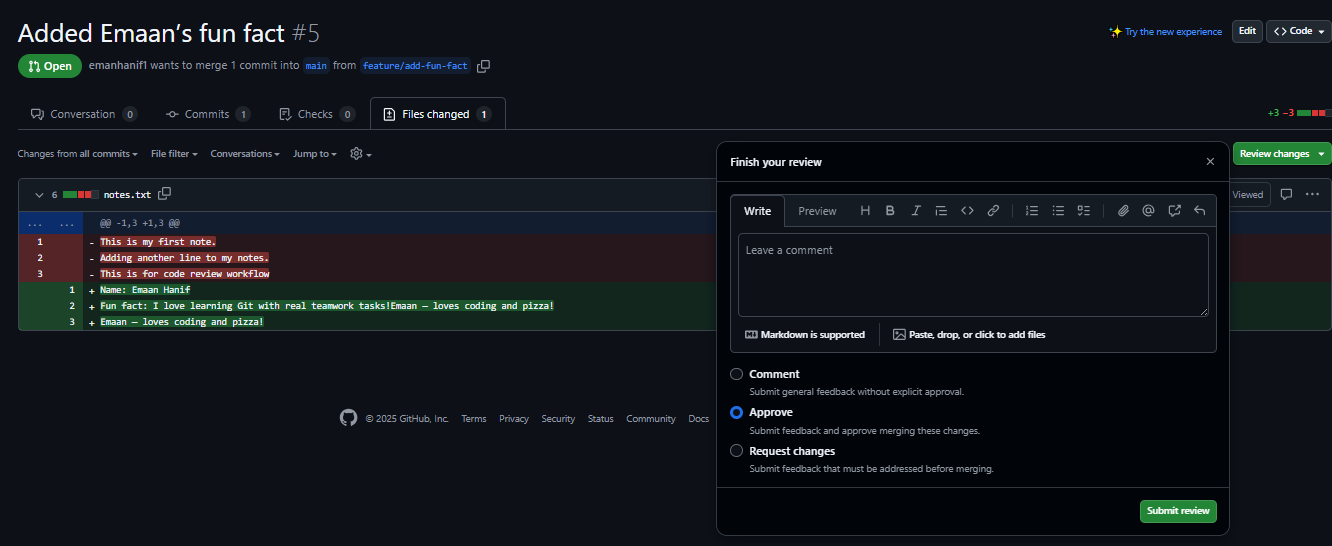 Added Emaan’s fun fact #5
Try the new experience
Edit
Code
Open
emanhanif1 wants to merge 1 commit into main from feature/add-fun-fact
Conversation 0
Commits 1
Checks 0
Files changed 1
+3 −3
Changes from all commits
File filter
Conversations
Jump to
Review changes
6 notes.txt
Viewed
... ... @@ -1,3 +1,3 @@
1 - This is my first note.
2 - Adding another line to my notes.
3 - This is for code review workflow
1 + Name: Emaan Hanif
2 + Fun fact: I love learning Git with real teamwork tasks!Emaan – loves coding and pizza!
3 + Emaan – loves coding and pizza!
Finish your review
Write
Preview
Leave a comment
Markdown is supported
Paste, drop, or click to add files
Comment
Submit general feedback without explicit approval.
Approve
Submit feedback and approve merging these changes.
Request changes
Submit feedback that must be addressed before merging.
Submit review
© 2025 GitHub, Inc. Terms Privacy Security Status Community Docs